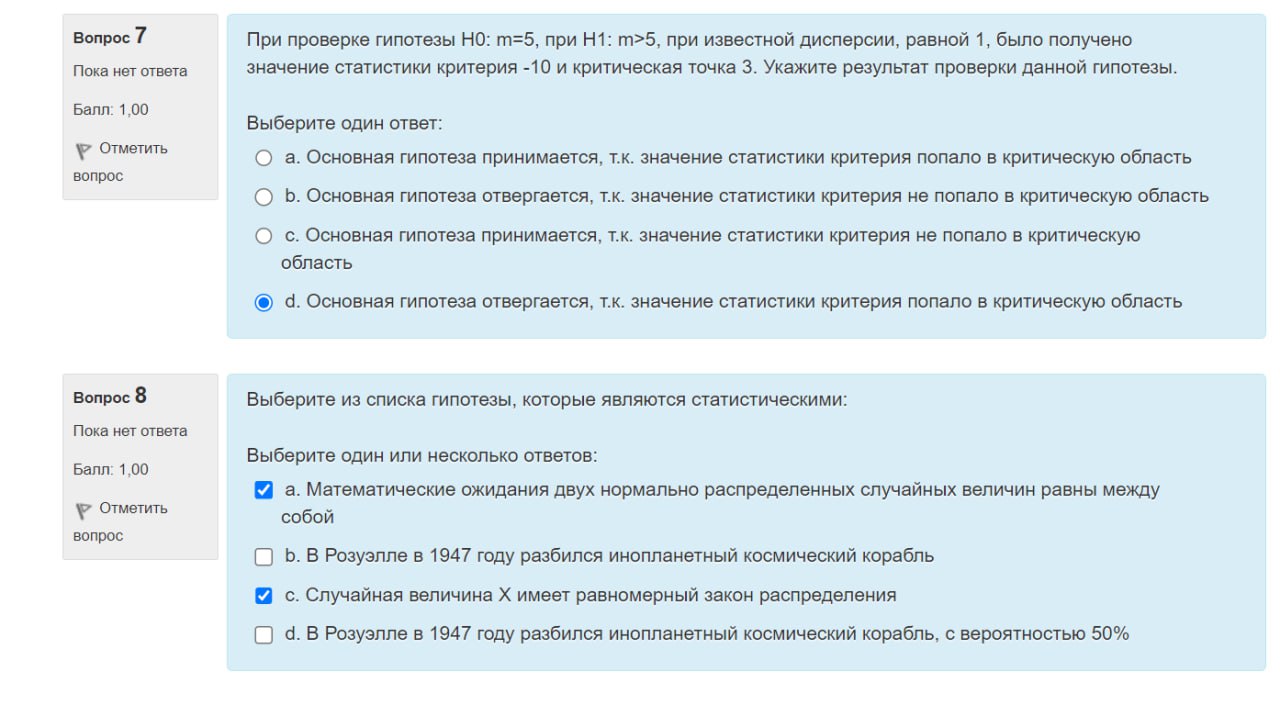 Вопрос 7
Пока нет ответа
Балл: 1,00
Отметить
вопрос
При проверке гипотезы H0: m=5, при H1: m>5, при известной дисперсии, равной 1, было получено
значение статистики критерия -10 и критическая точка 3. Укажите результат проверки данной гипотезы.
Выберите один ответ:
a. Основная гипотеза принимается, т.к. значение статистики критерия попало в критическую область
b. Основная гипотеза отвергается, т.к. значение статистики критерия не попало в критическую область
c. Основная гипотеза принимается, т.к. значение статистики критерия не попало в критическую
область
d. Основная гипотеза отвергается, т.к. значение статистики критерия попало в критическую область
Вопрос 8
Пока нет ответа
Балл: 1,00
Отметить
вопрос
Выберите из списка гипотезы, которые являются статистическими:
Выберите один или несколько ответов:
a. Математические ожидания двух нормально распределенных случайных величин равны между
собой
b. В Розуэлле в 1947 году разбился инопланетный космический корабль
c. Случайная величина X имеет равномерный закон распределения
d. В Розуэлле в 1947 году разбился инопланетный космический корабль, с вероятностью 50%